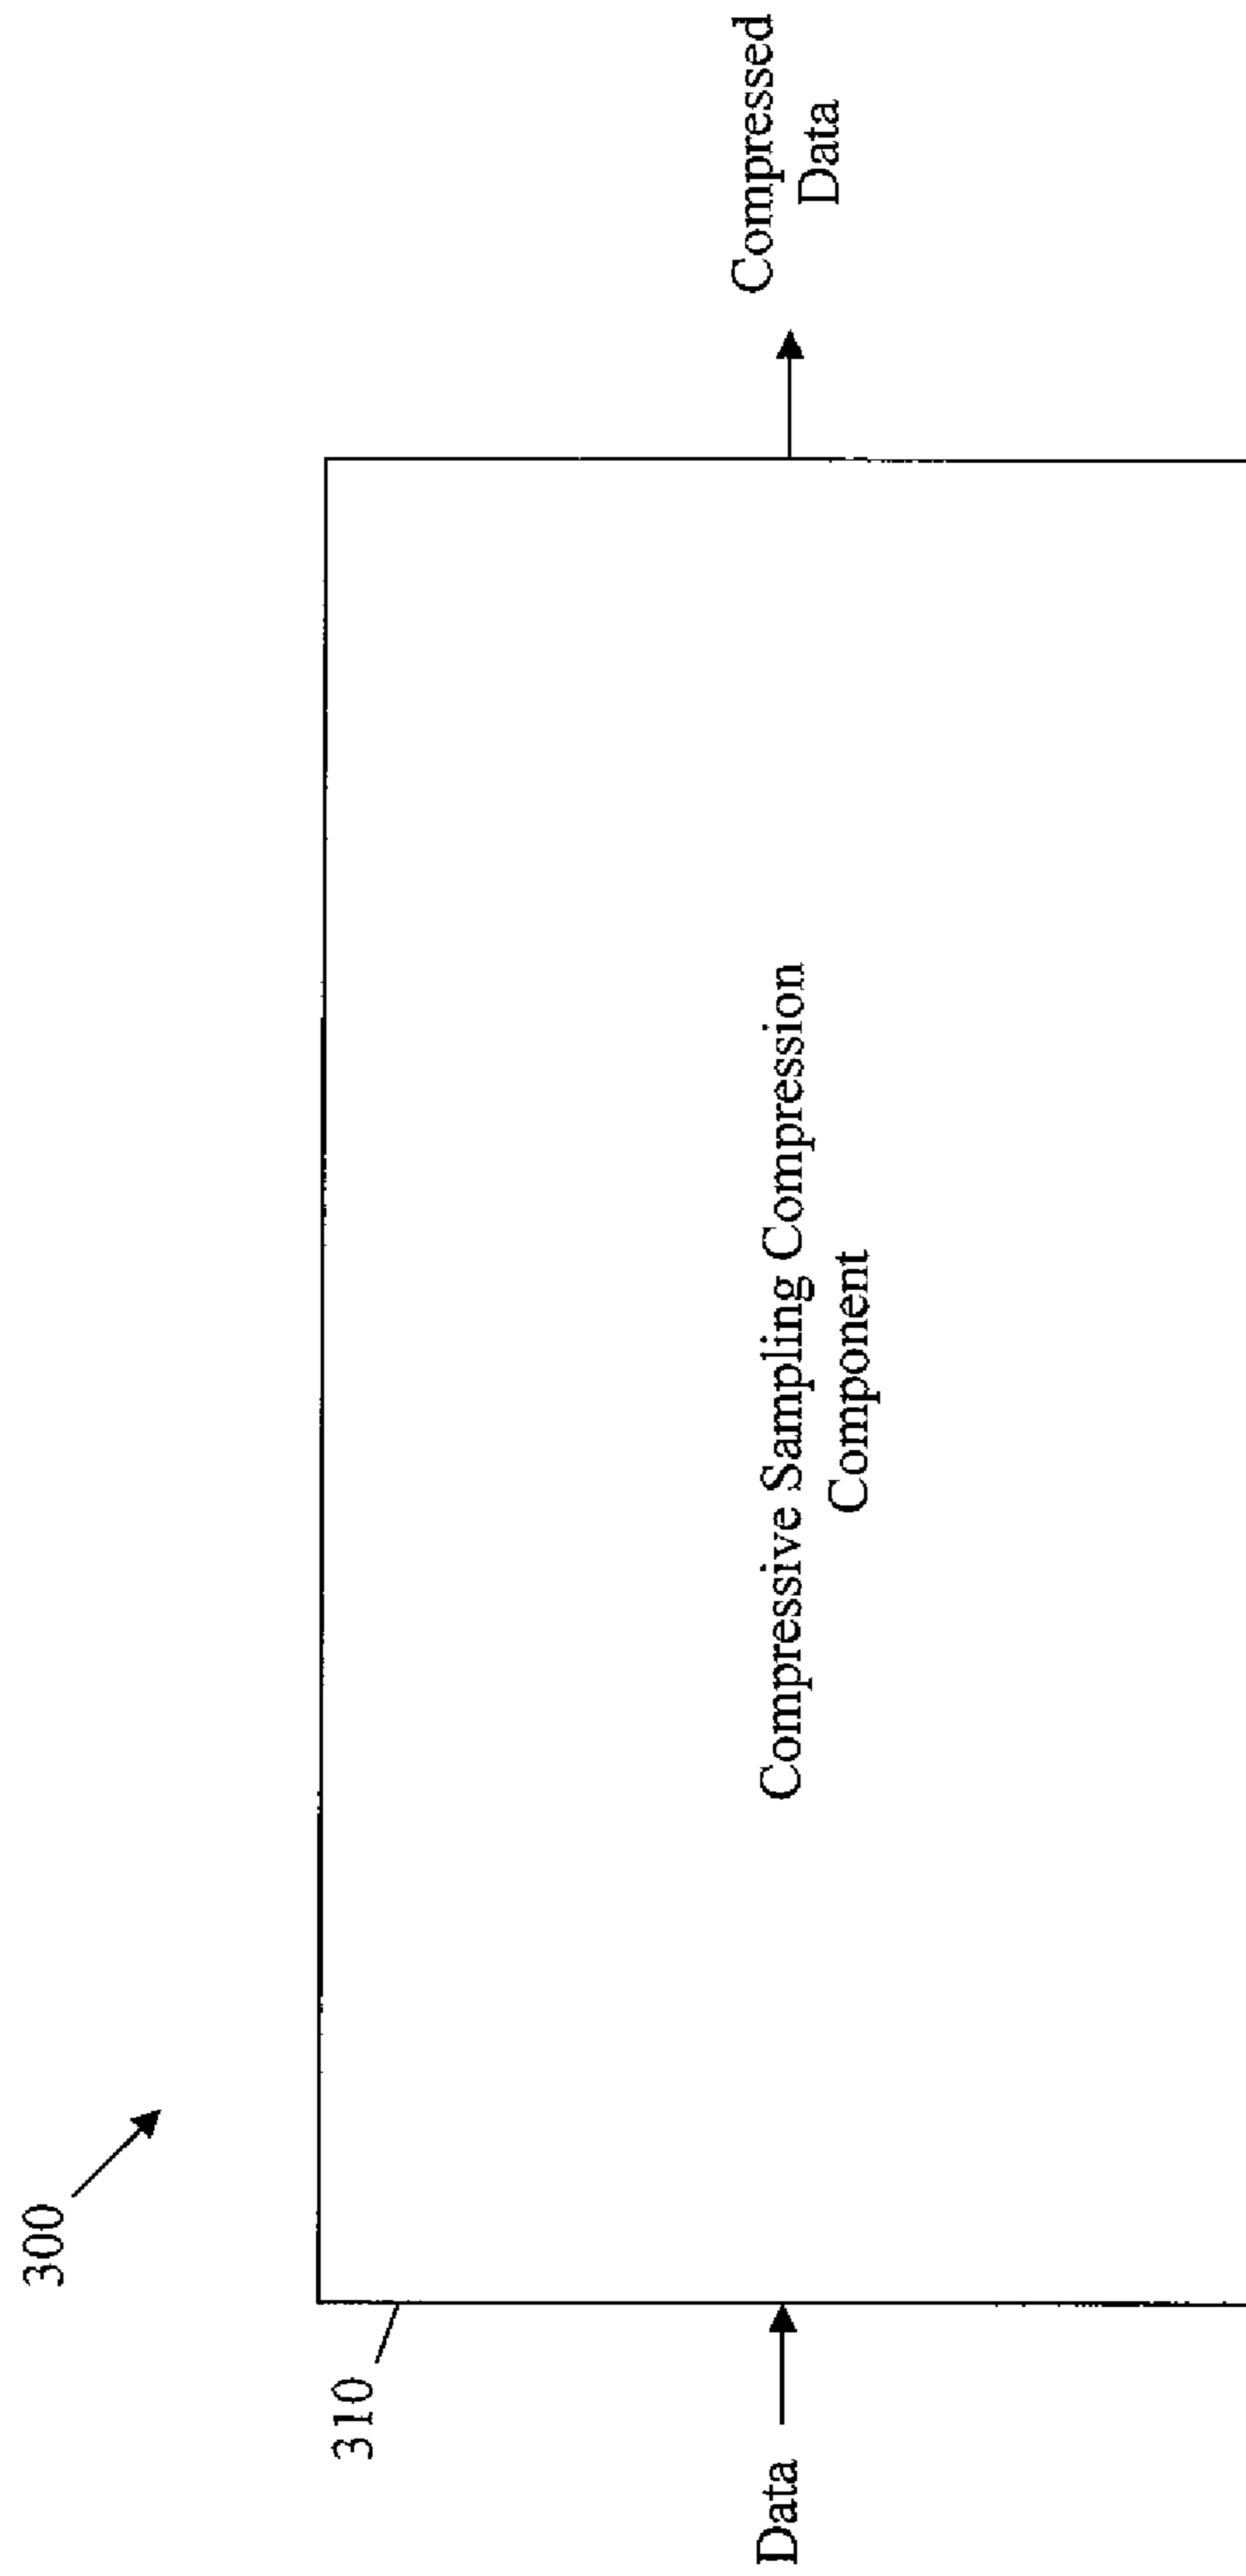 300
310
Data
Compressive Sampling Compression
Component
Compressed
Data